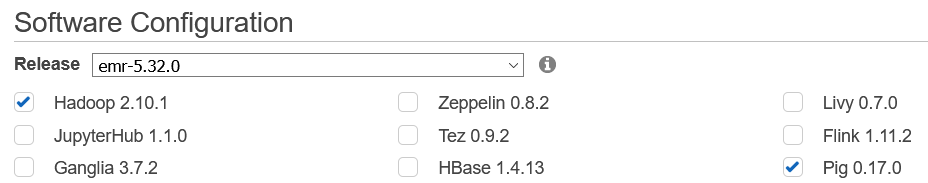 Software Configuration
Release emr-5.32.0
Hadoop 2.10.1 Zeppelin 0.8.2 Livy 0.7.0
JupyterHub 1.1.0 Tez 0.9.2 Flink 1.11.2
Ganglia 3.7.2 HBase 1.4.13 Pig 0.17.0